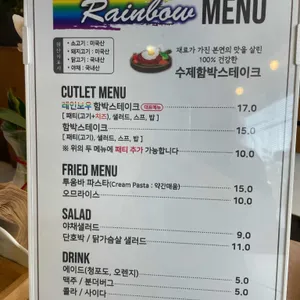 Rainbow MENU
• 소고기 : 미국산
• 돼지고기 : 미국산
• 닭고기 : 국내산
• 야채 : 국내산
재료가 가진 본연의 맛을 살린
100% 건강한
수제함박스테이크
CUTLET MENU
레인보우 함박스테이크 대표메뉴 17.0
[ 패티(고기+치즈), 샐러드, 스프, 밥 ]
함박스테이크 15.0
[ 패티(고기), 샐러드, 스프, 밥 ]
※ 위의 두 메뉴에 패티 추가 가능합니다 10.0
FRIED MENU
투움바 파스타(Cream Pasta : 약간매움) 15.0
오므라이스 10.0
SALAD
야채샐러드 9.0
단호박 / 닭가슴살 샐러드 11.0
DRINK
에이드(청포도, 오렌지) 5.0
맥주 / 분더버그 5.0
콜라 / 사이다